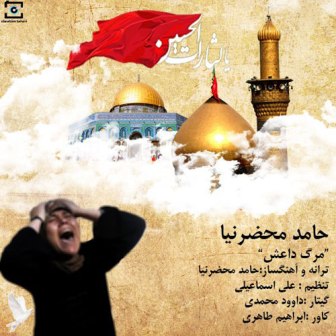 یا لثارات الحسین
حامد محضرنیا
"مرگ داعش"
ترانه و آهنگساز:حامد محضرنیا
تنظیم : علی اسماعیلی
گیتار :داوود محمدی
کاور :ابراهیم طاهری